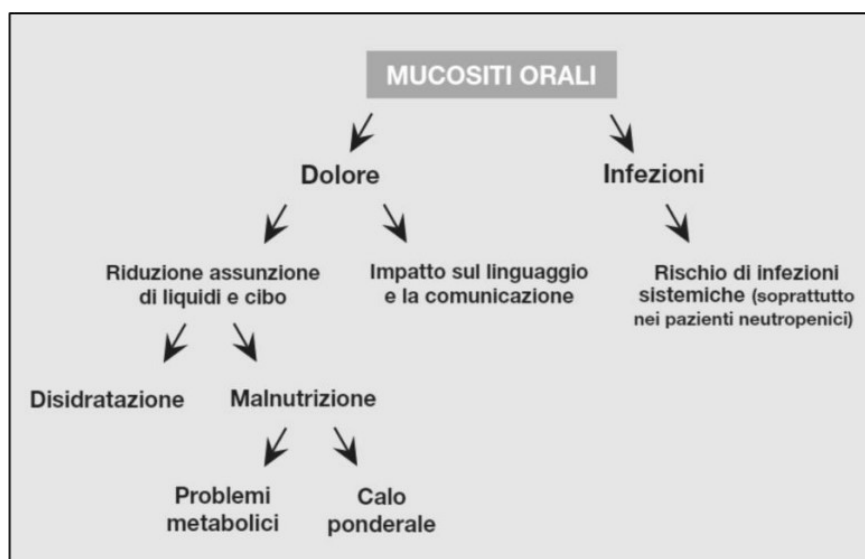 MUCOSITI ORALI
Dolore
Infezioni
Riduzione assunzione
di liquidi e cibo
Impatto sul linguaggio
e la comunicazione
Rischio di infezioni
sistemiche (soprattutto
nei pazienti neutropenici)
Disidratazione
Malnutrizione
Problemi
metabolici
Calo
ponderale